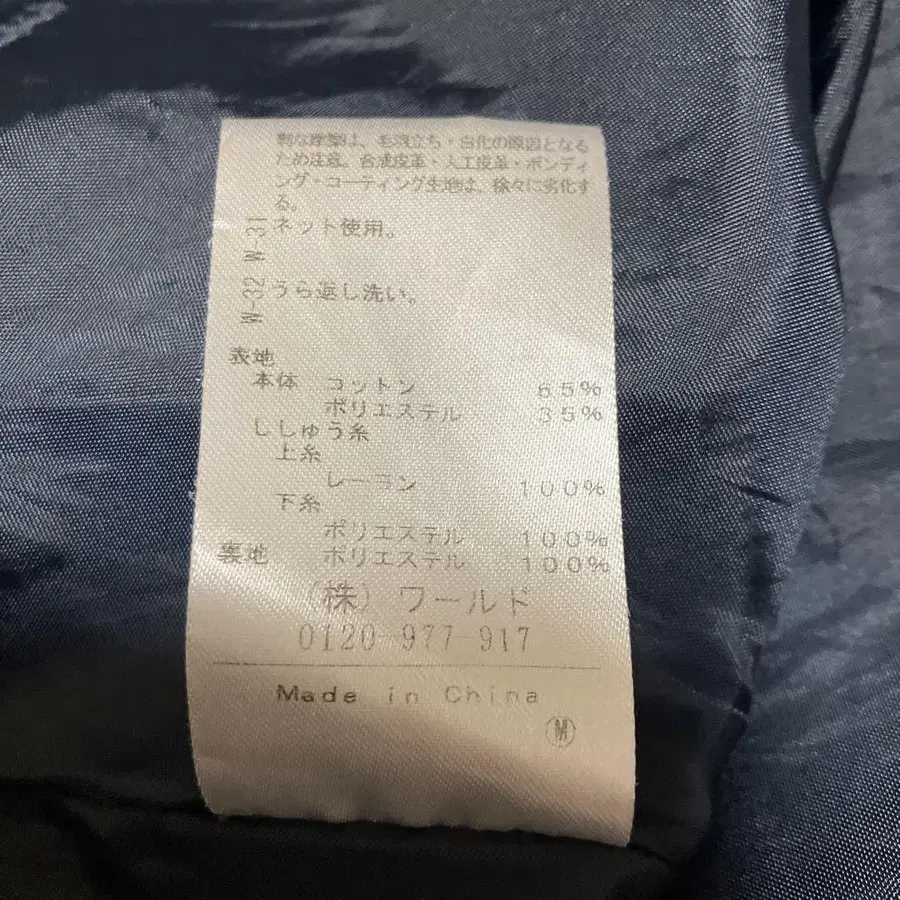 剰な摩擦は、毛羽立ち・白化の原因となる
ため注意。合成皮革・人工皮革・ボンディ
ング・コーティング生地は、徐々に劣化す
る。
W-31 ネット使用。
W-32 うら返し洗い。
表地
本体 コットン 65%
ポリエステル 35%
ししゅう糸
上糸
レーヨン 100%
下糸
ポリエステル 100%
裏地 ポリエステル 100%
(株) ワールド
0120-977-917
Made in China
M